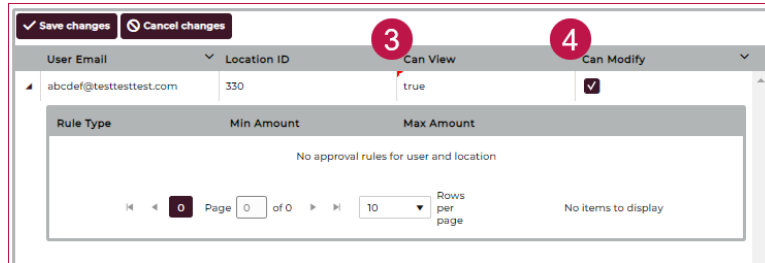 Save changes Cancel changes
3 4
User Email Location ID Can View Can Modify
abcdef@testtesttest.com 330 true
Rule Type Min Amount Max Amount
No approval rules for user and location
0 Page 0 of 0 10 Rows per page No items to display